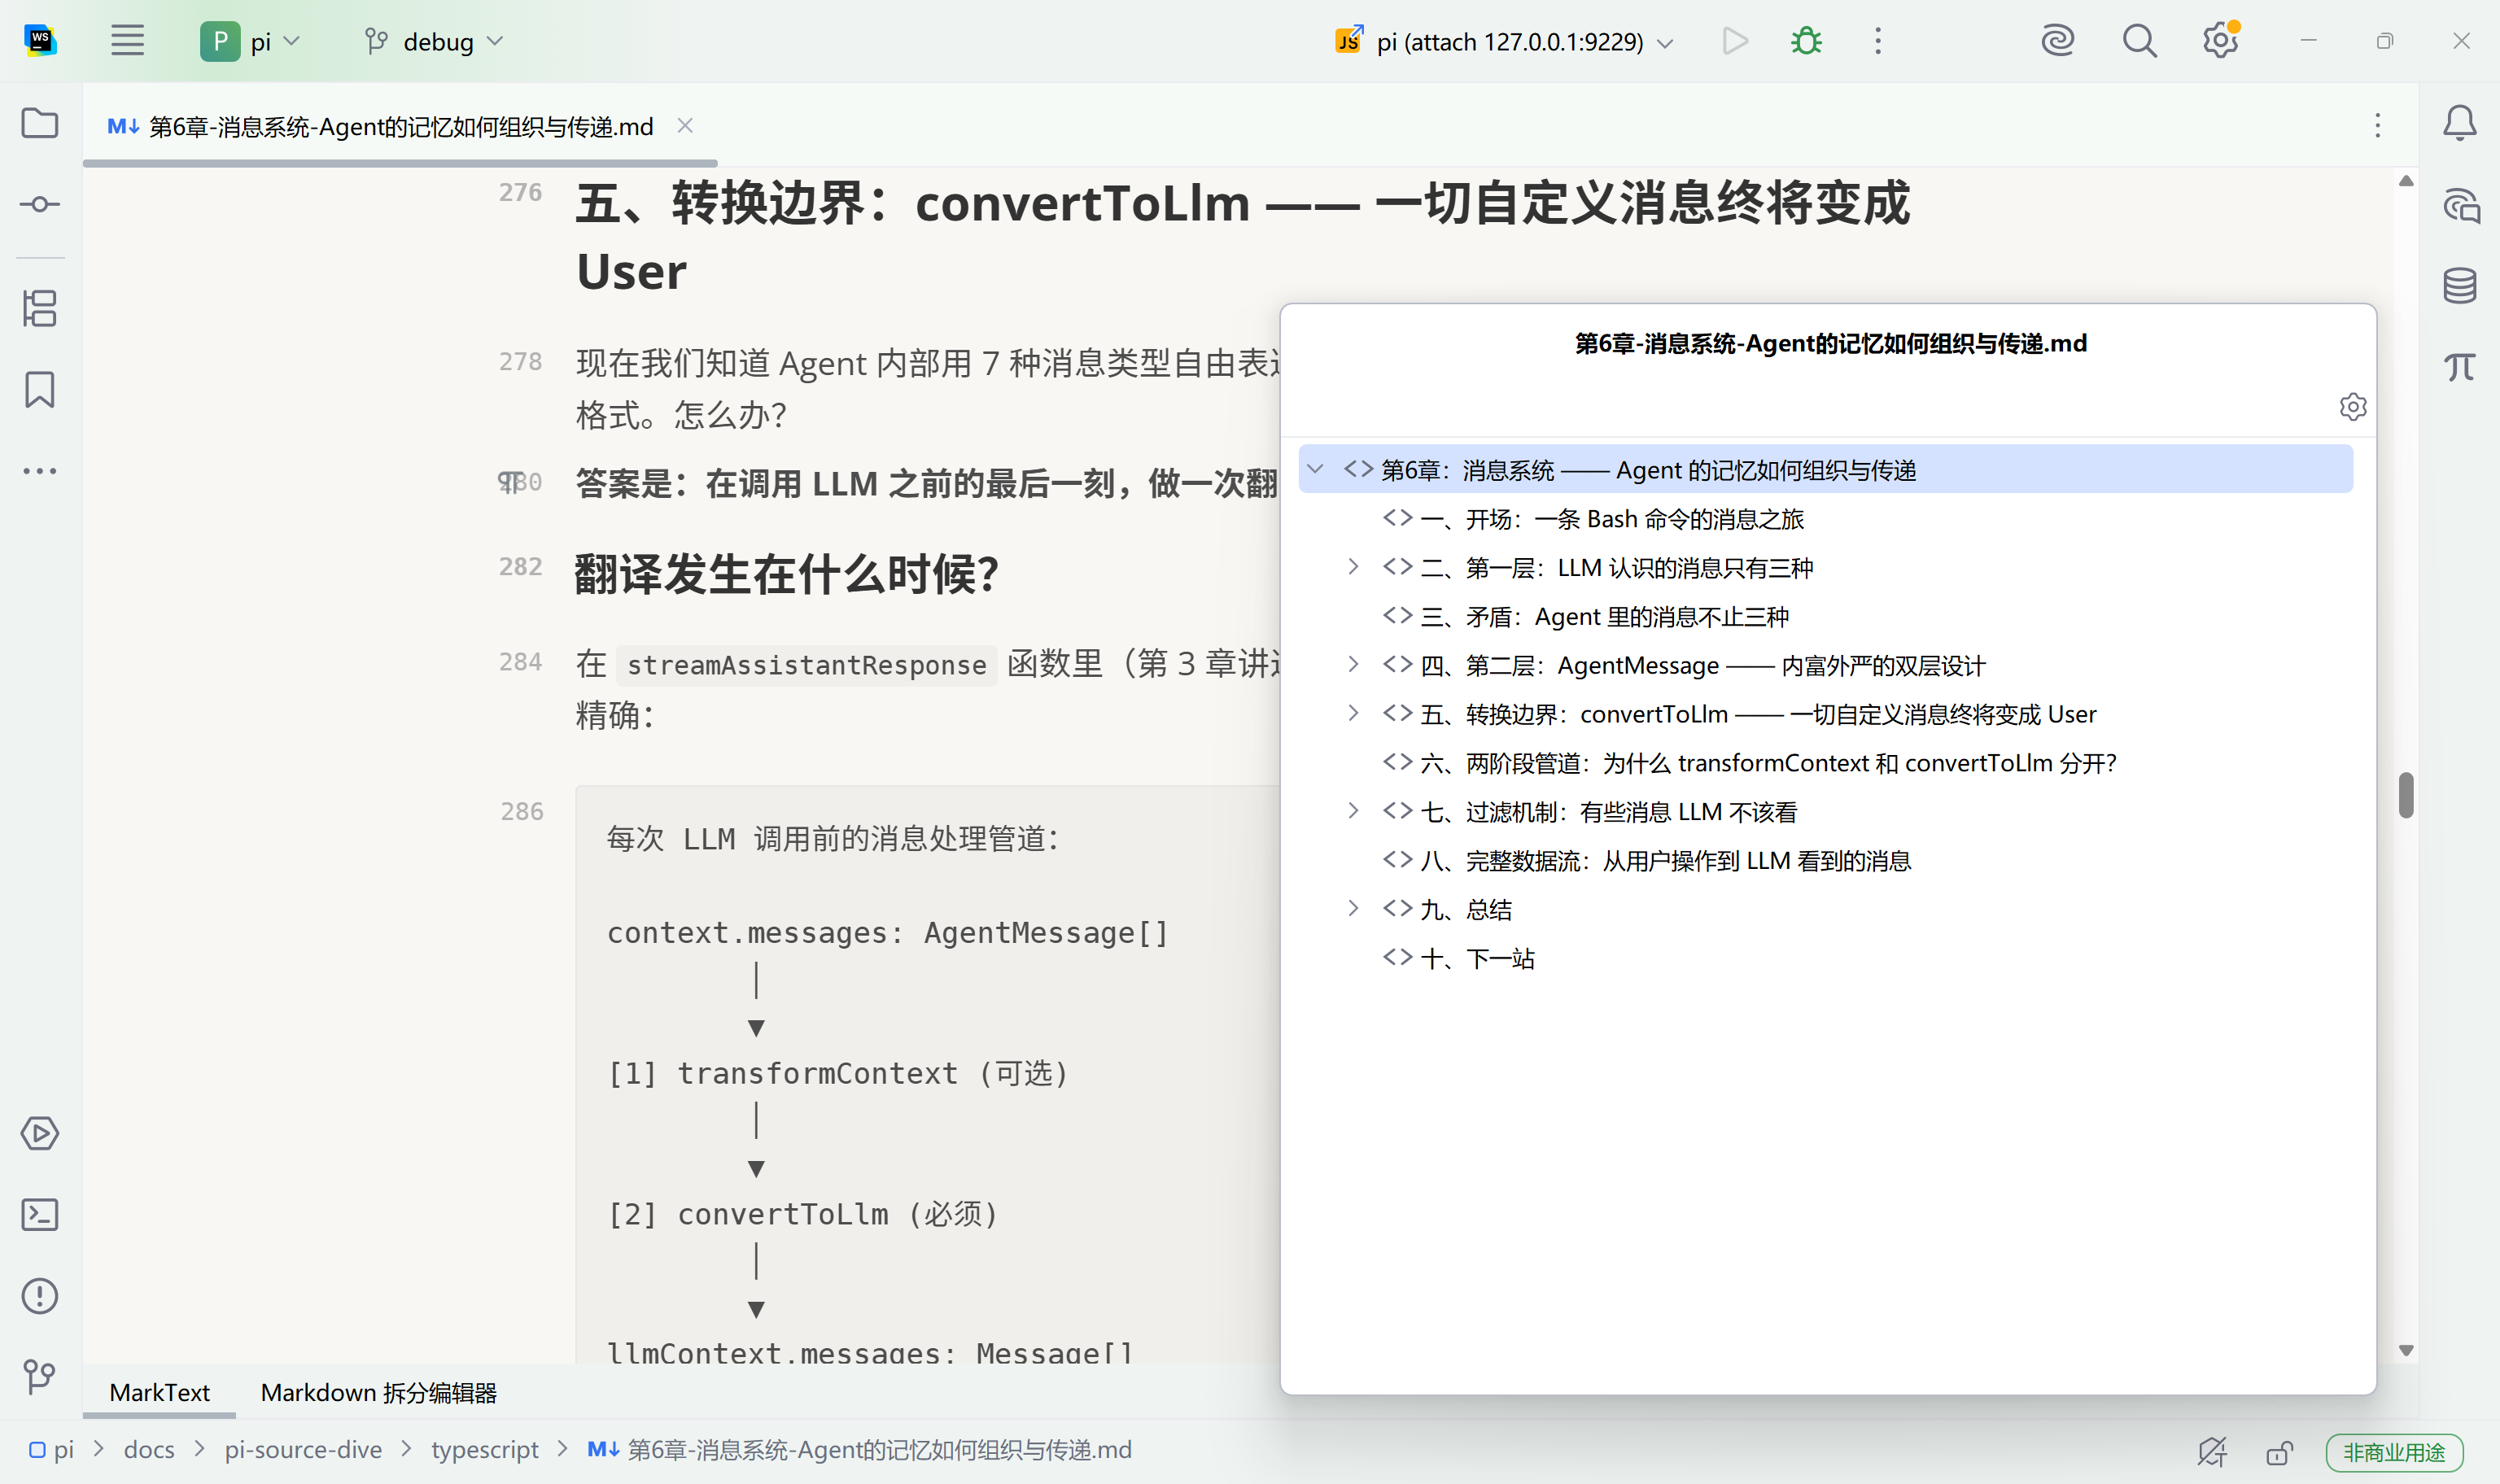 WS
P pi
debug
JS pi (attach 127.0.0.1:9229)
M↓ 第6章-消息系统-Agent的记忆如何组织与传递.md
276 五、转换边界：convertToLlm —— 一切自定义消息终将变成
User
278 现在我们知道 Agent 内部用 7 种消息类型自由表
格式。怎么办？
280 答案是：在调用 LLM 之前的最后一刻，做一次翻
282 翻译发生在什么时候？
284 在 streamAssistantResponse 函数里（第 3 章讲
精确：
286 每次 LLM 调用前的消息处理管道：
context.messages: AgentMessage[]
│
▼
[1] transformContext (可选)
│
▼
[2] convertToLlm (必须)
│
▼
llmContext.messages: Message[]
第6章-消息系统-Agent的记忆如何组织与传递.md
<> 第6章：消息系统 —— Agent 的记忆如何组织与传递
<> 一、开场：一条 Bash 命令的消息之旅
<> 二、第一层：LLM 认识的消息只有三种
<> 三、矛盾：Agent 里的消息不止三种
<> 四、第二层：AgentMessage —— 内富外严的双层设计
<> 五、转换边界：convertToLlm —— 一切自定义消息终将变成 User
<> 六、两阶段管道：为什么 transformContext 和 convertToLlm 分开？
<> 七、过滤机制：有些消息 LLM 不该看
<> 八、完整数据流：从用户操作到 LLM 看到的消息
<> 九、总结
<> 十、下一站
MarkText Markdown 拆分编辑器
pi > docs > pi-source-dive > typescript > M↓ 第6章-消息系统-Agent的记忆如何组织与传递.md
非商业用途